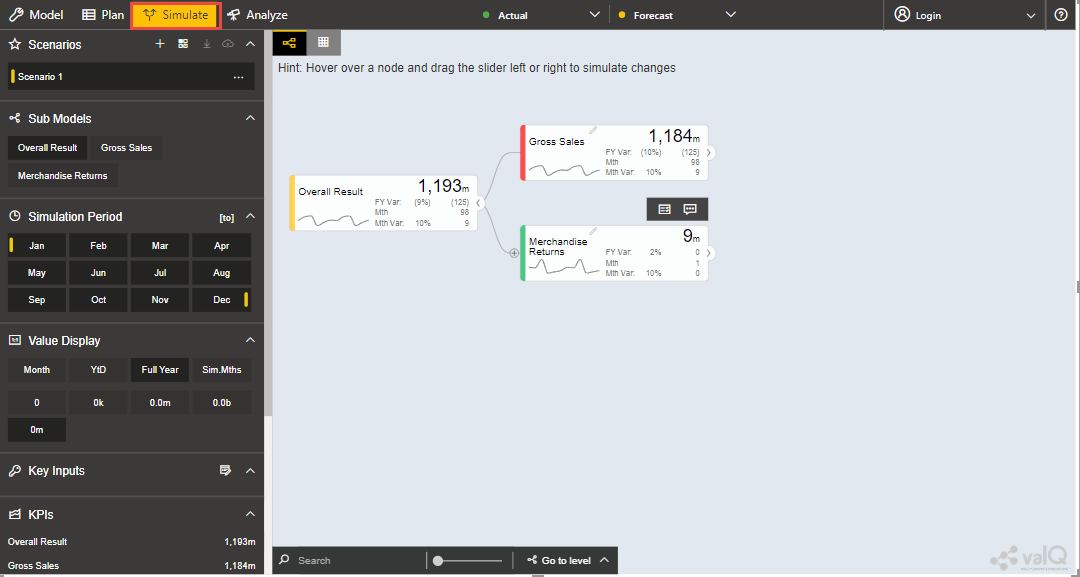 Model Plan Simulate Analyze Actual Forecast Login
Scenarios
Scenario 1
Sub Models
Overall Result Gross Sales
Merchandise Returns
Simulation Period [to]
Jan Feb Mar Apr
May Jun Jul Aug
Sep Oct Nov Dec
Value Display
Month YtD Full Year Sim.Mths
0 0k 0.0m 0.0b
0m
Key Inputs
KPIs
Overall Result 1,193m
Gross Sales 1,184m
Hint: Hover over a node and drag the slider left or right to simulate changes
Overall Result 1,193m
FY Var: (9%) (125)
Mth 98
Mth Var: 10% 9
Gross Sales 1,184m
FY Var: (10%) (125)
Mth 98
Mth Var: 10% 9
Merchandise Returns 9m
FY Var: 2% 0
Mth 1
Mth Var: 10% 0
Search Go to level
valQ